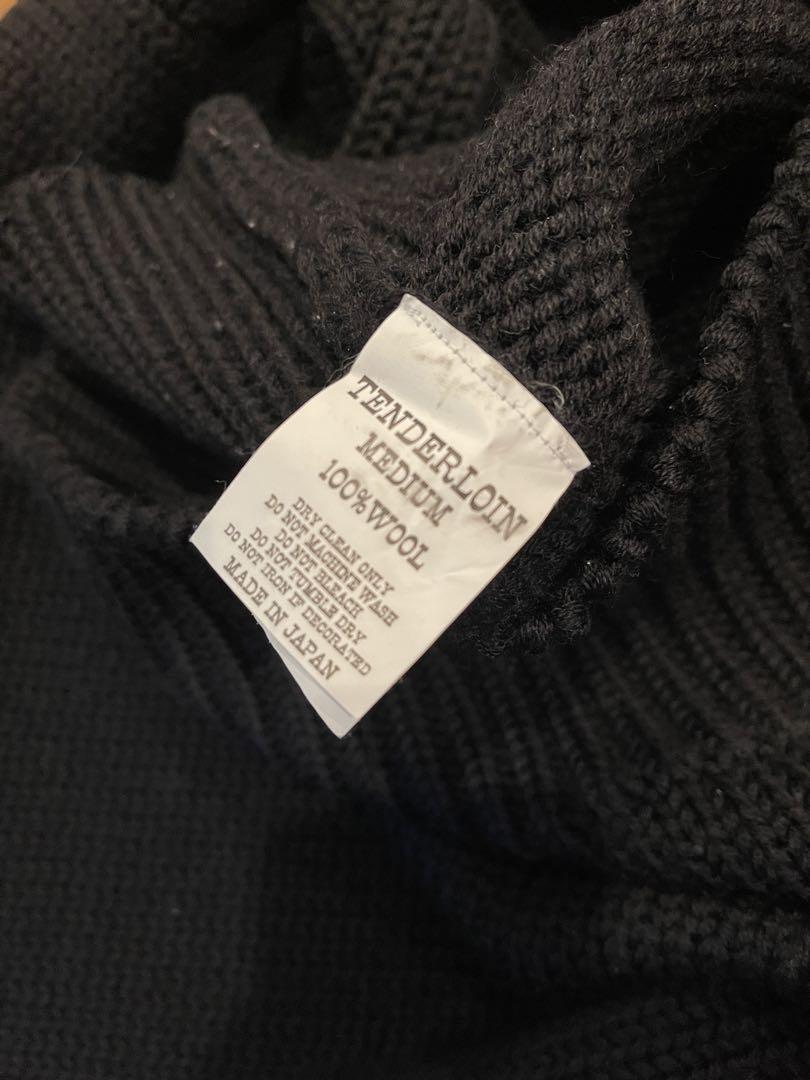 TENDERLOIN
MEDIUM
100% WOOL
DRY CLEAN ONLY
DO NOT MACHINE WASH
DO NOT BLEACH
DO NOT TUMBLE DRY
DO NOT IRON IF DECORATED
MADE IN JAPAN